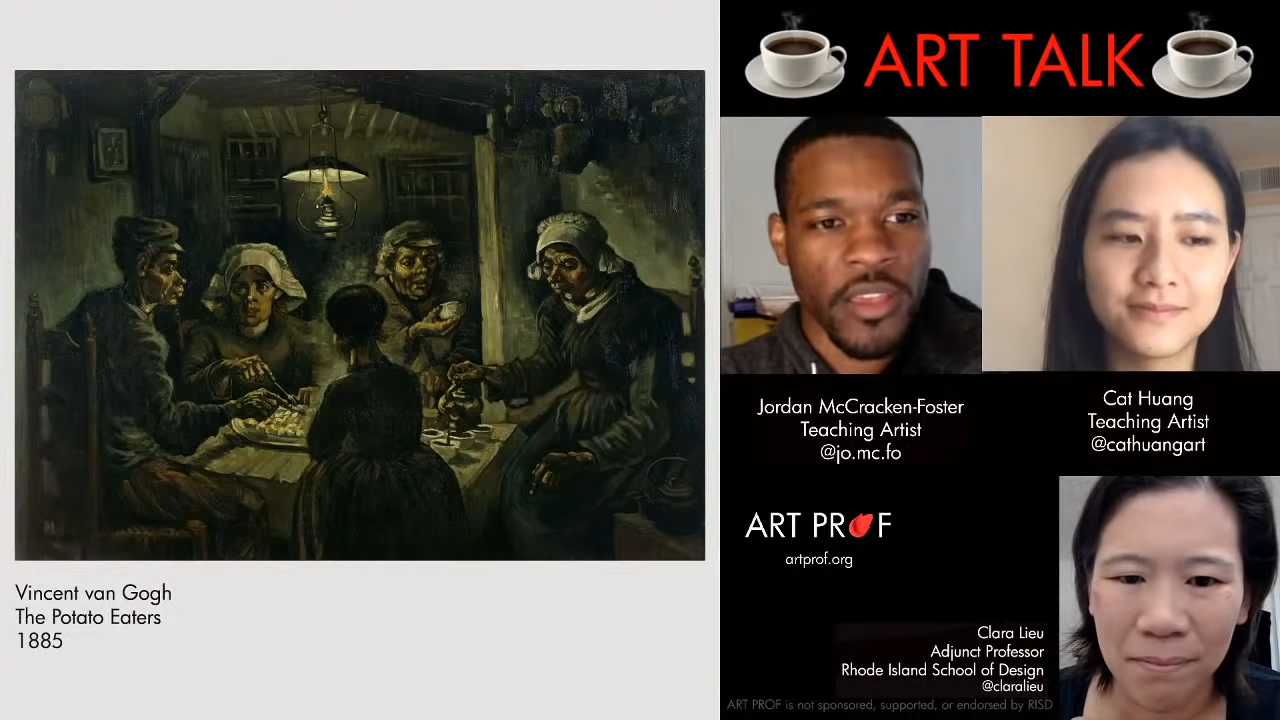 ART TALK
Vincent van Gogh
The Potato Eaters
1885
Jordan McCracken-Foster
Teaching Artist
@jo.mc.fo
Cat Huang
Teaching Artist
@cathuangart
ART PROF
artprof.org
Clara Lieu
Adjunct Professor
Rhode Island School of Design
@claralieu
ART PROF is not sponsored, supported, or endorsed by RISD